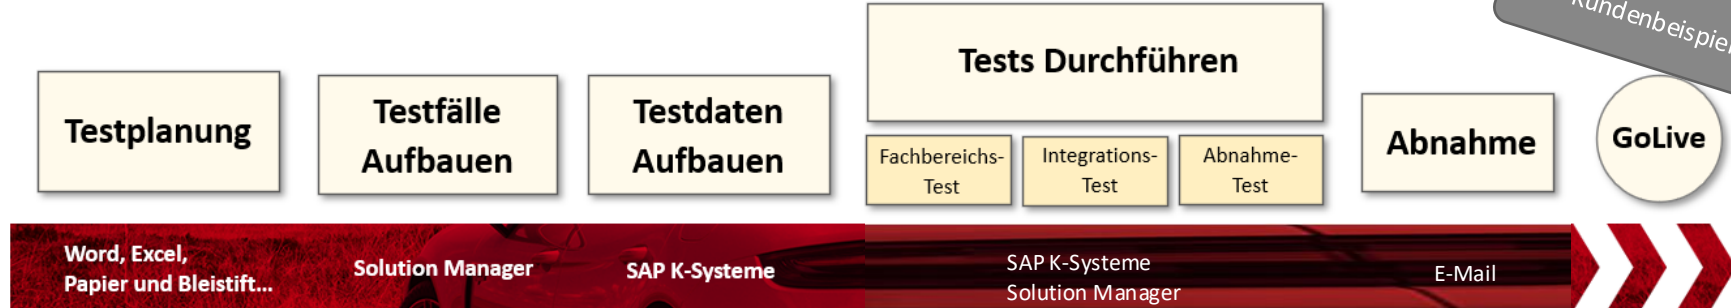 Kundenbeispiel
Tests Durchführen
Testplanung
Testfälle
Aufbauen
Testdaten
Aufbauen
Fachbereichs-
Test
Integrations-
Test
Abnahme-
Test
Abnahme
GoLive
Word, Excel,
Papier und Bleistift...
Solution Manager
SAP K-Systeme
SAP K-Systeme
Solution Manager
E-Mail